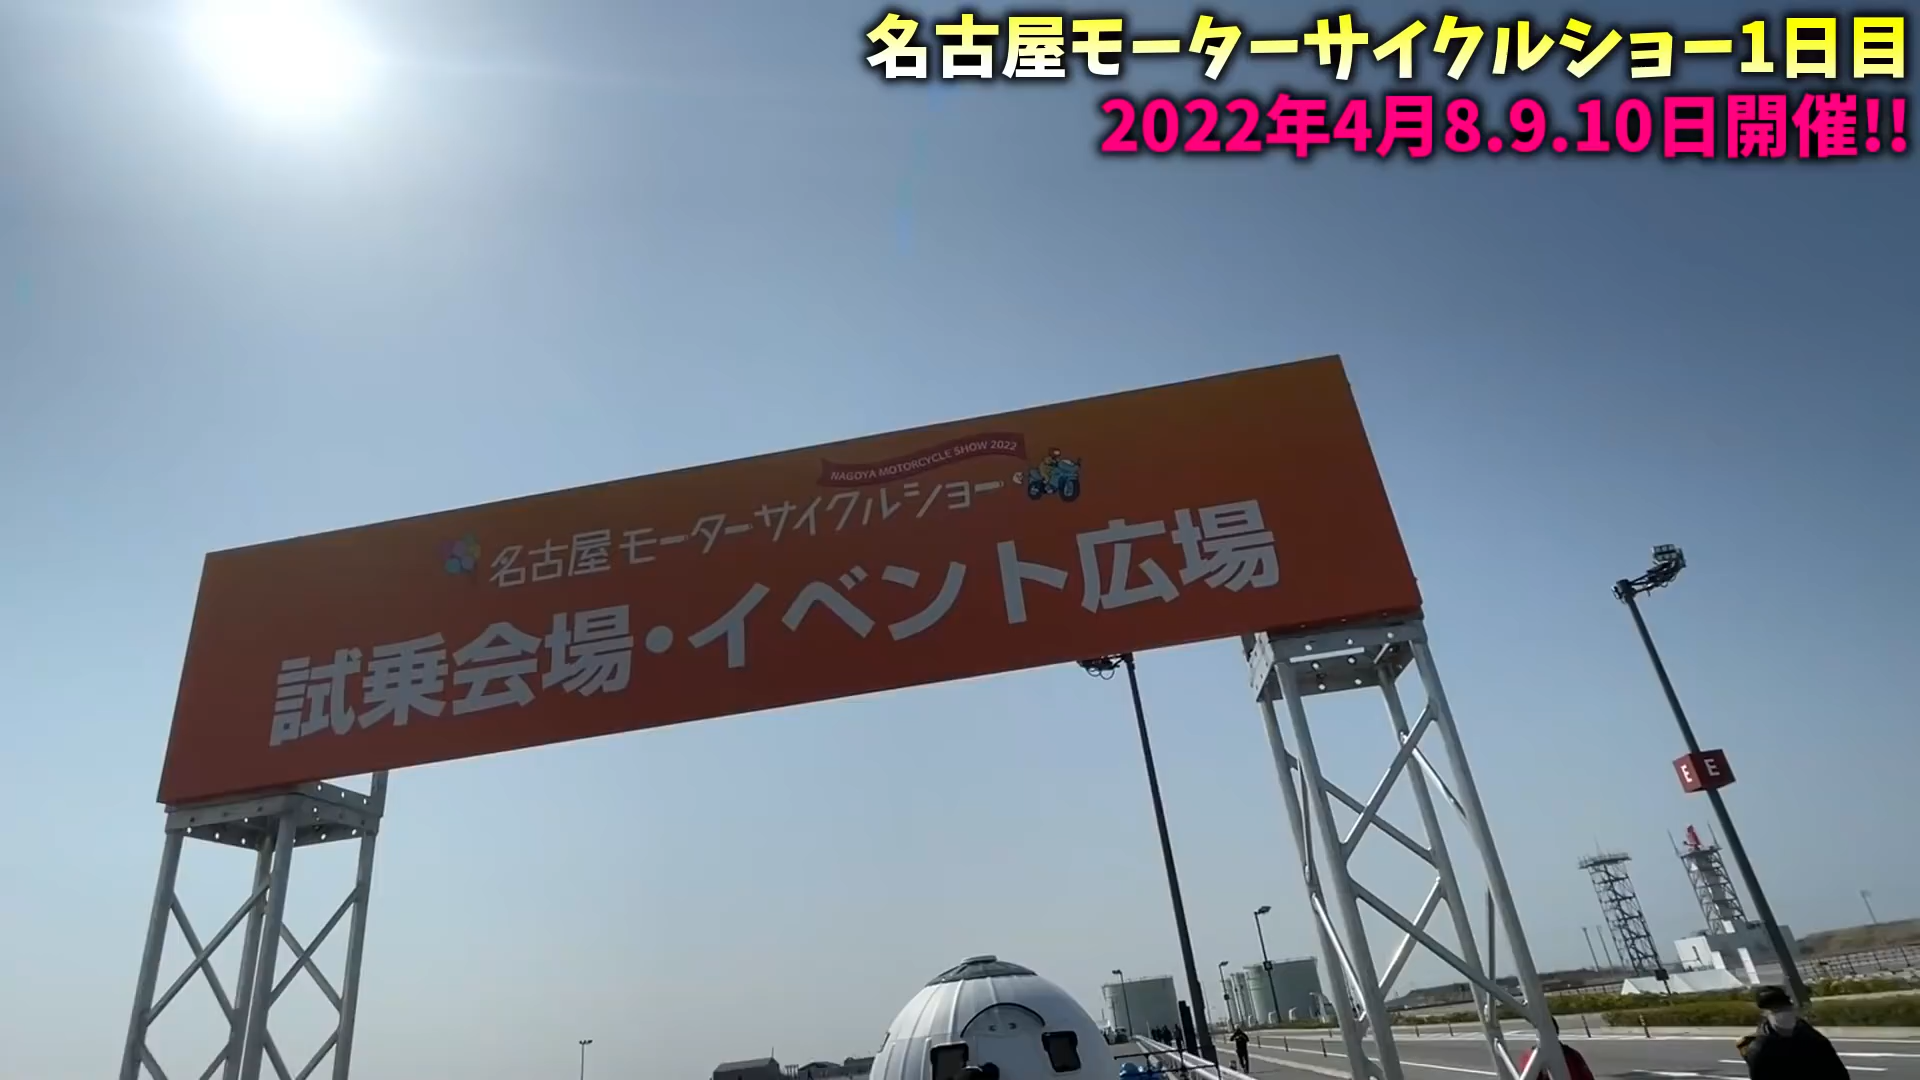 名古屋モーターサイクルショー1日目
2022年4月8.9.10日開催!!
NAGOYA MOTORCYCLE SHOW 2022
名古屋モーターサイクルショー
試乗会場・イベント広場
E E